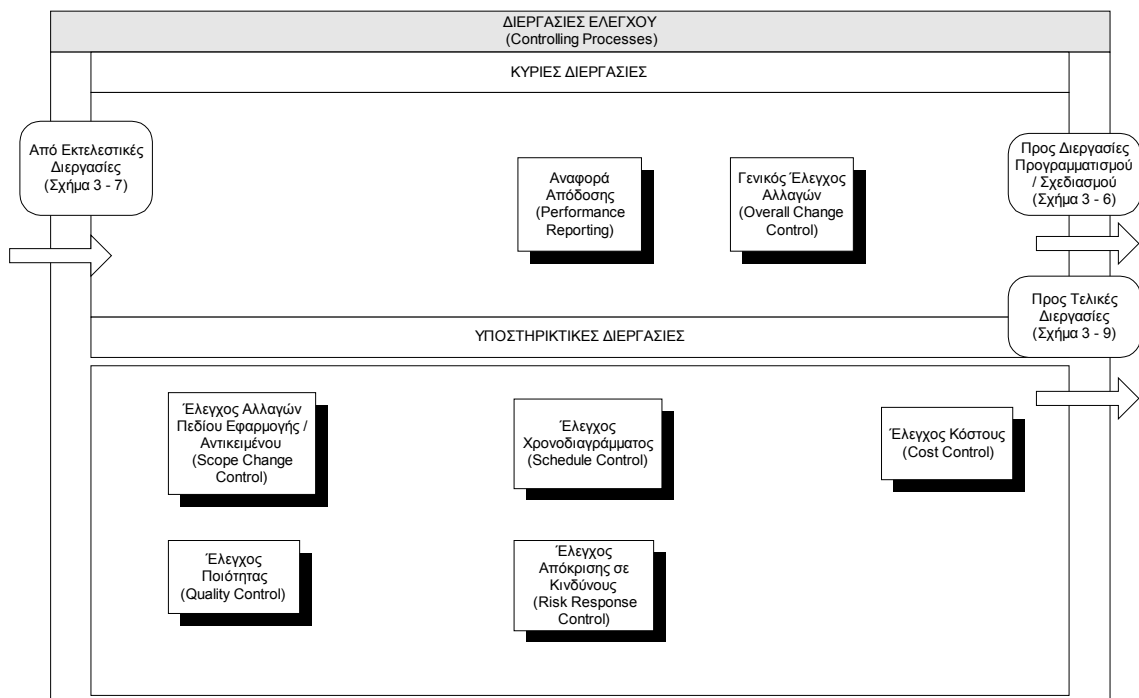 ΔΙΕΡΓΑΣΙΕΣ ΕΛΕΓΧΟΥ
(Controlling Processes)
ΚΥΡΙΕΣ ΔΙΕΡΓΑΣΙΕΣ
Από Εκτελεστικές
Διεργασίες
(Σχήμα 3 - 7)
Αναφορά
Απόδοσης
(Performance
Reporting)
Γενικός Έλεγχος
Αλλαγών
(Overall Change
Control)
Προς Διεργασίες
Προγραμματισμού
/ Σχεδιασμού
(Σχήμα 3 - 6)
Προς Τελικές
Διεργασίες
(Σχήμα 3 - 9)
ΥΠΟΣΤΗΡΙΚΤΙΚΕΣ ΔΙΕΡΓΑΣΙΕΣ
Έλεγχος Αλλαγών
Πεδίου Εφαρμογής /
Αντικειμένου
(Scope Change
Control)
Έλεγχος
Χρονοδιαγράμματος
(Schedule Control)
Έλεγχος Κόστους
(Cost Control)
Έλεγχος
Ποιότητας
(Quality Control)
Έλεγχος
Απόκρισης σε
Κινδύνους
(Risk Response
Control)